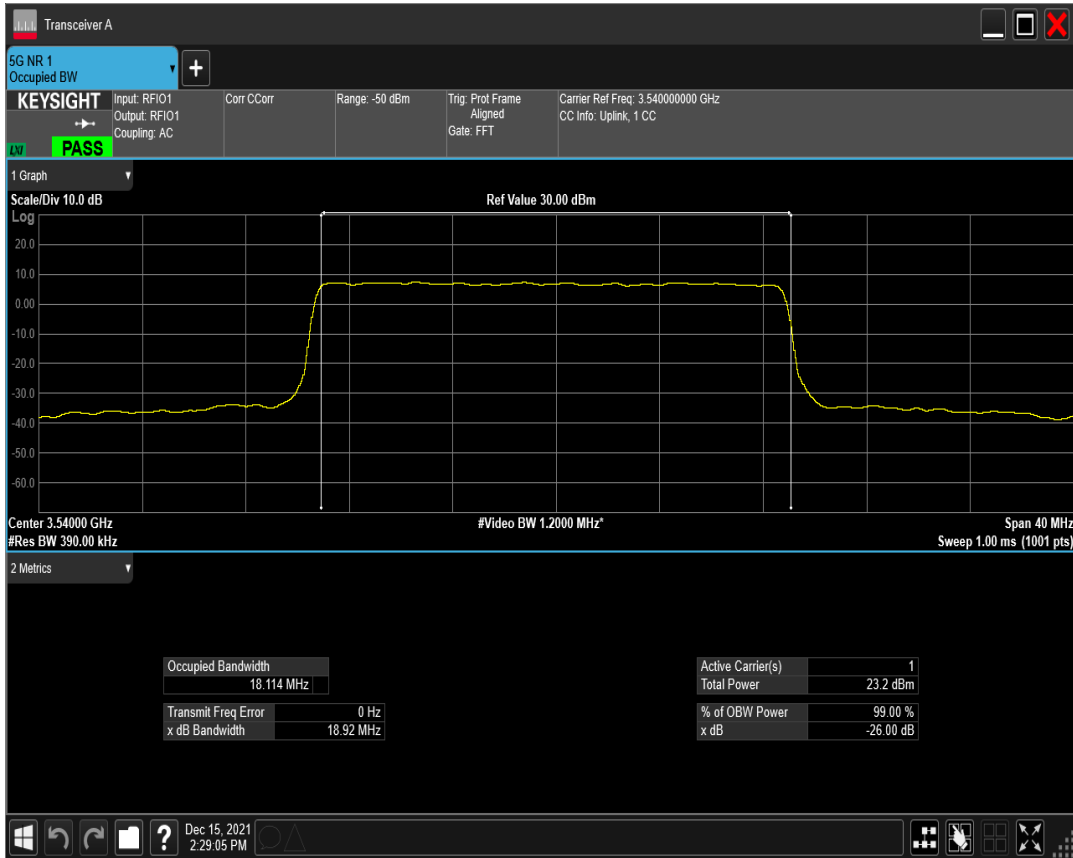 Transceiver A
5G NR 1
Occupied BW
KEYSIGHT
LXI
PASS
Input: RFIO1
Output: RFIO1
Coupling: AC
Corr CCorr
Range: -50 dBm
Trig: Prot Frame
Aligned
Gate: FFT
Carrier Ref Freq: 3.540000000 GHz
CC Info: Uplink, 1 CC
1 Graph
Scale/Div 10.0 dB
Ref Value 30.00 dBm
Log
20.0
10.0
0.00
-10.0
-20.0
-30.0
-40.0
-50.0
-60.0
Center 3.54000 GHz
#Video BW 1.2000 MHz*
Span 40 MHz
#Res BW 390.00 kHz
Sweep 1.00 ms (1001 pts)
2 Metrics
Occupied Bandwidth
18.114 MHz
Transmit Freq Error 0 Hz
x dB Bandwidth 18.92 MHz
Active Carrier(s) 1
Total Power 23.2 dBm
% of OBW Power 99.00 %
x dB -26.00 dB
?
Dec 15, 2021
2:29:05 PM